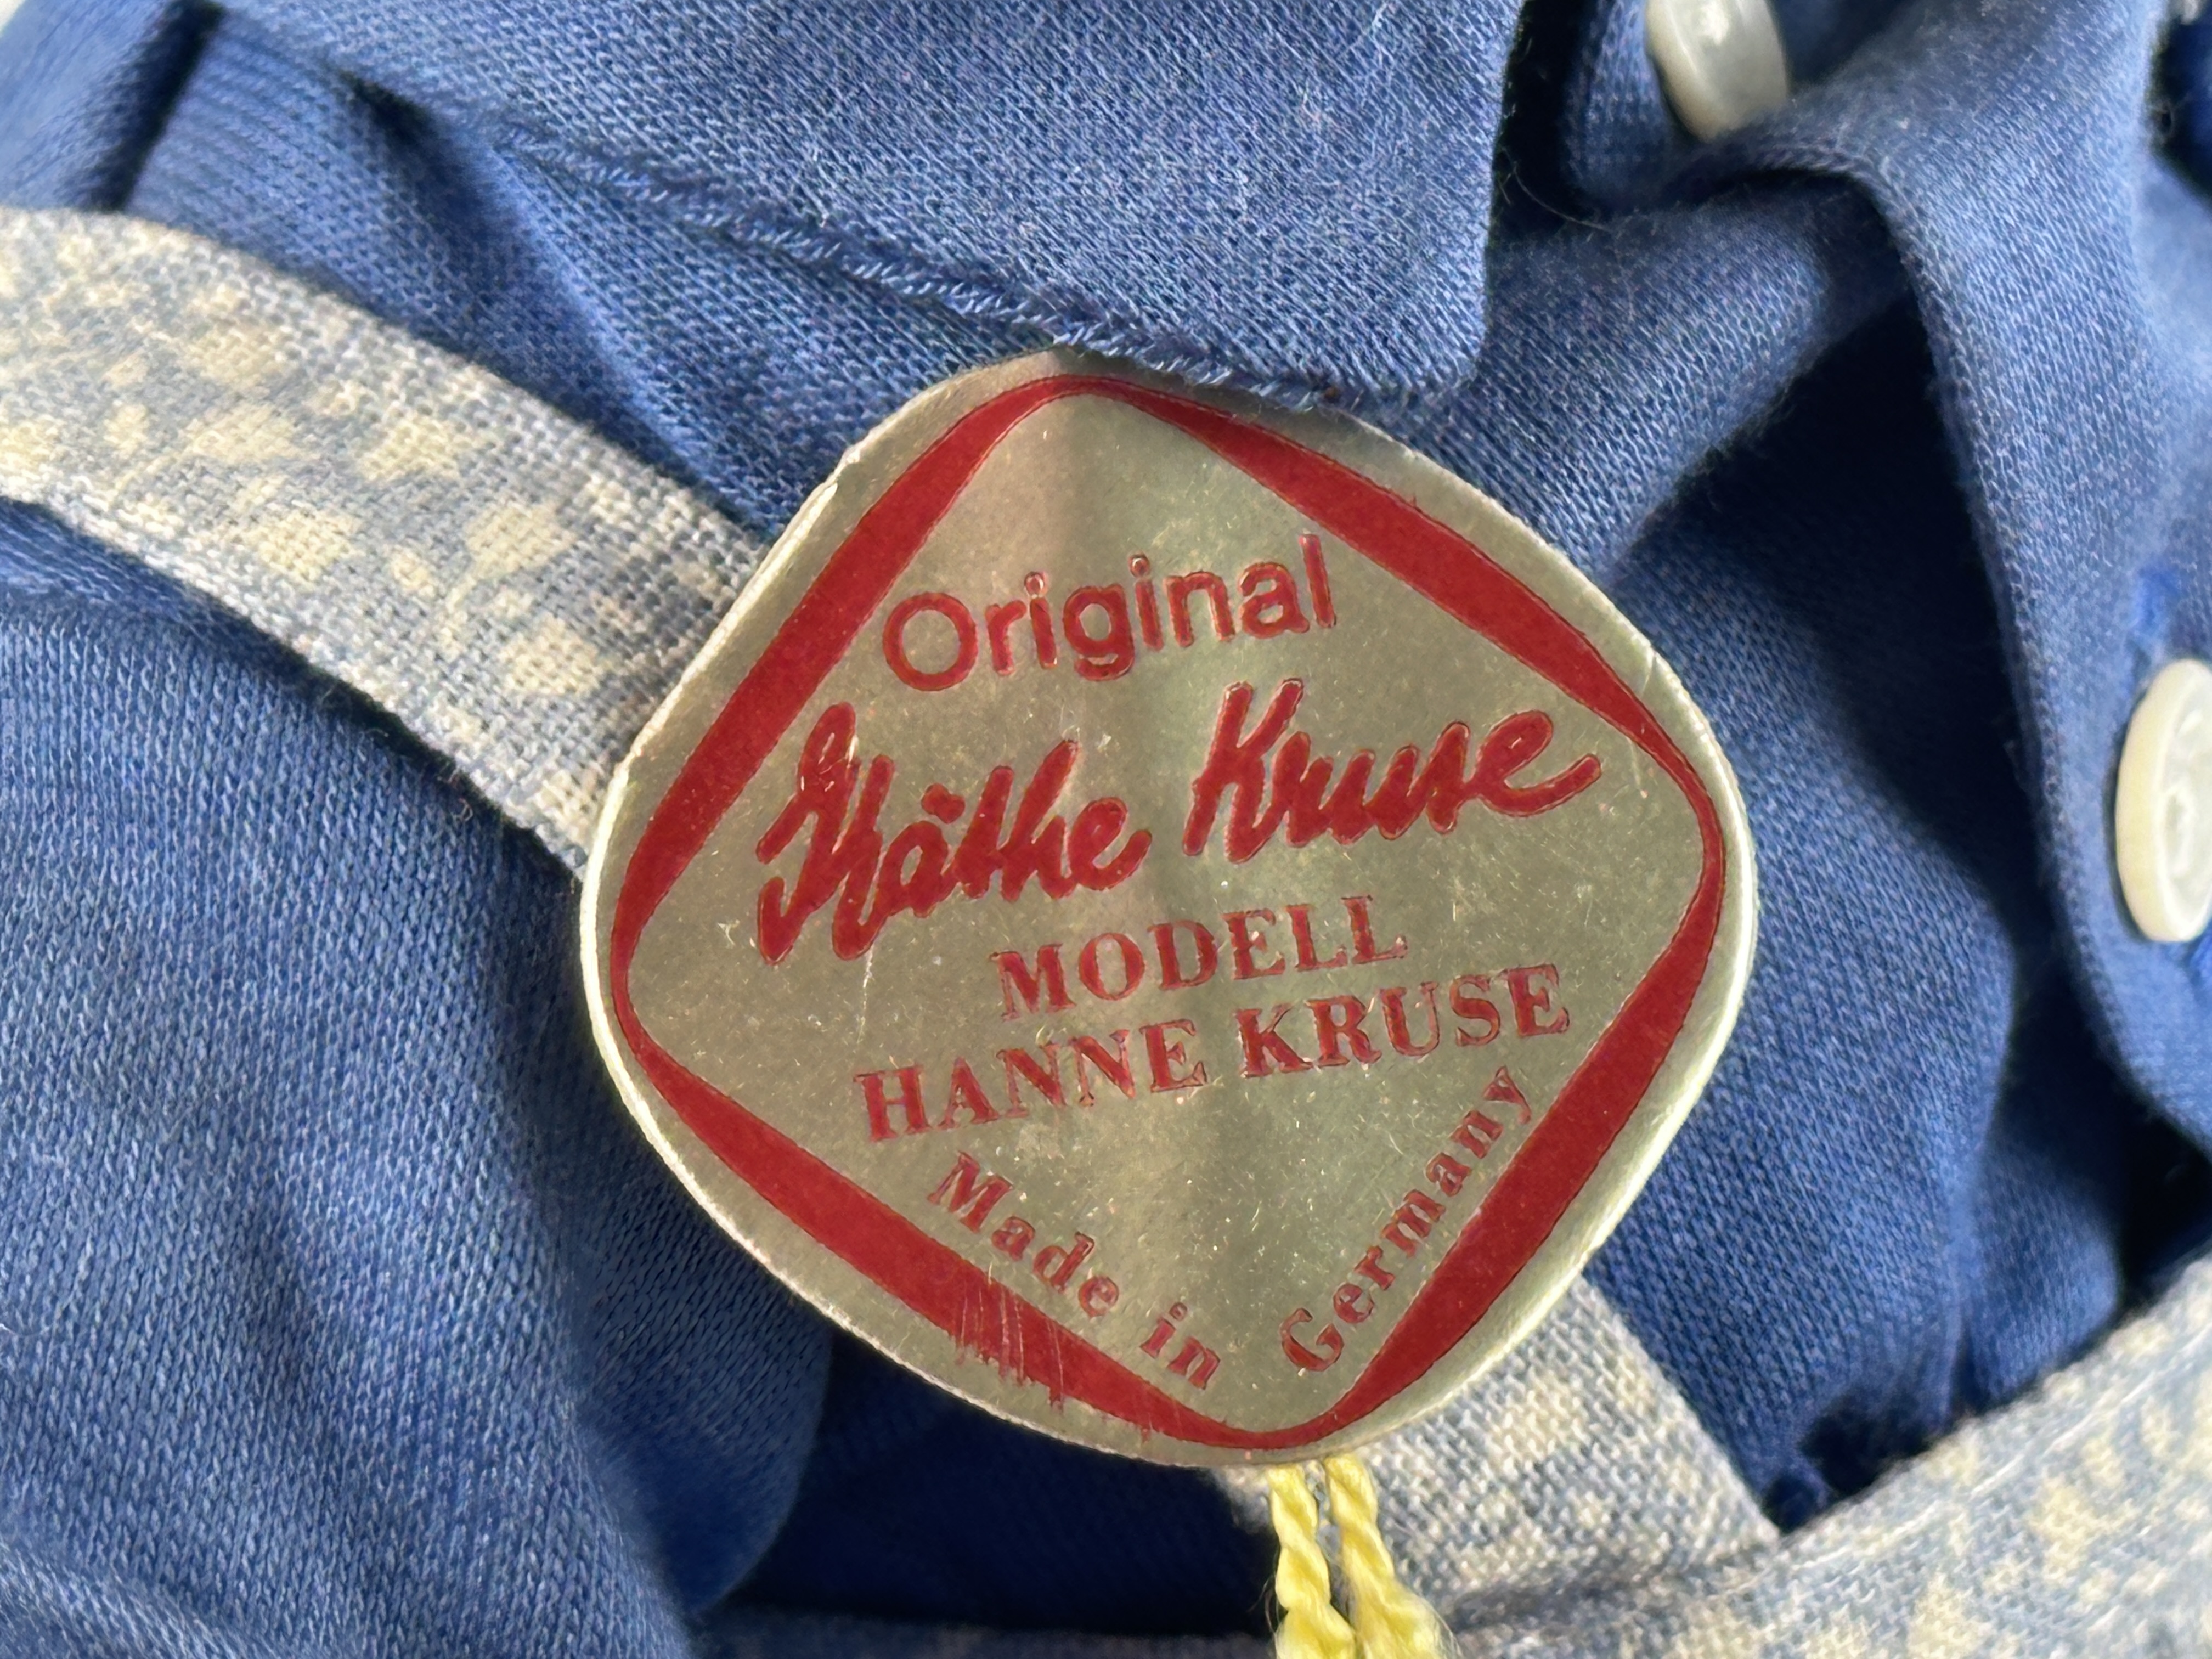 Original
Käthe Kruse
MODELL
HANNE KRUSE
Made in Germany